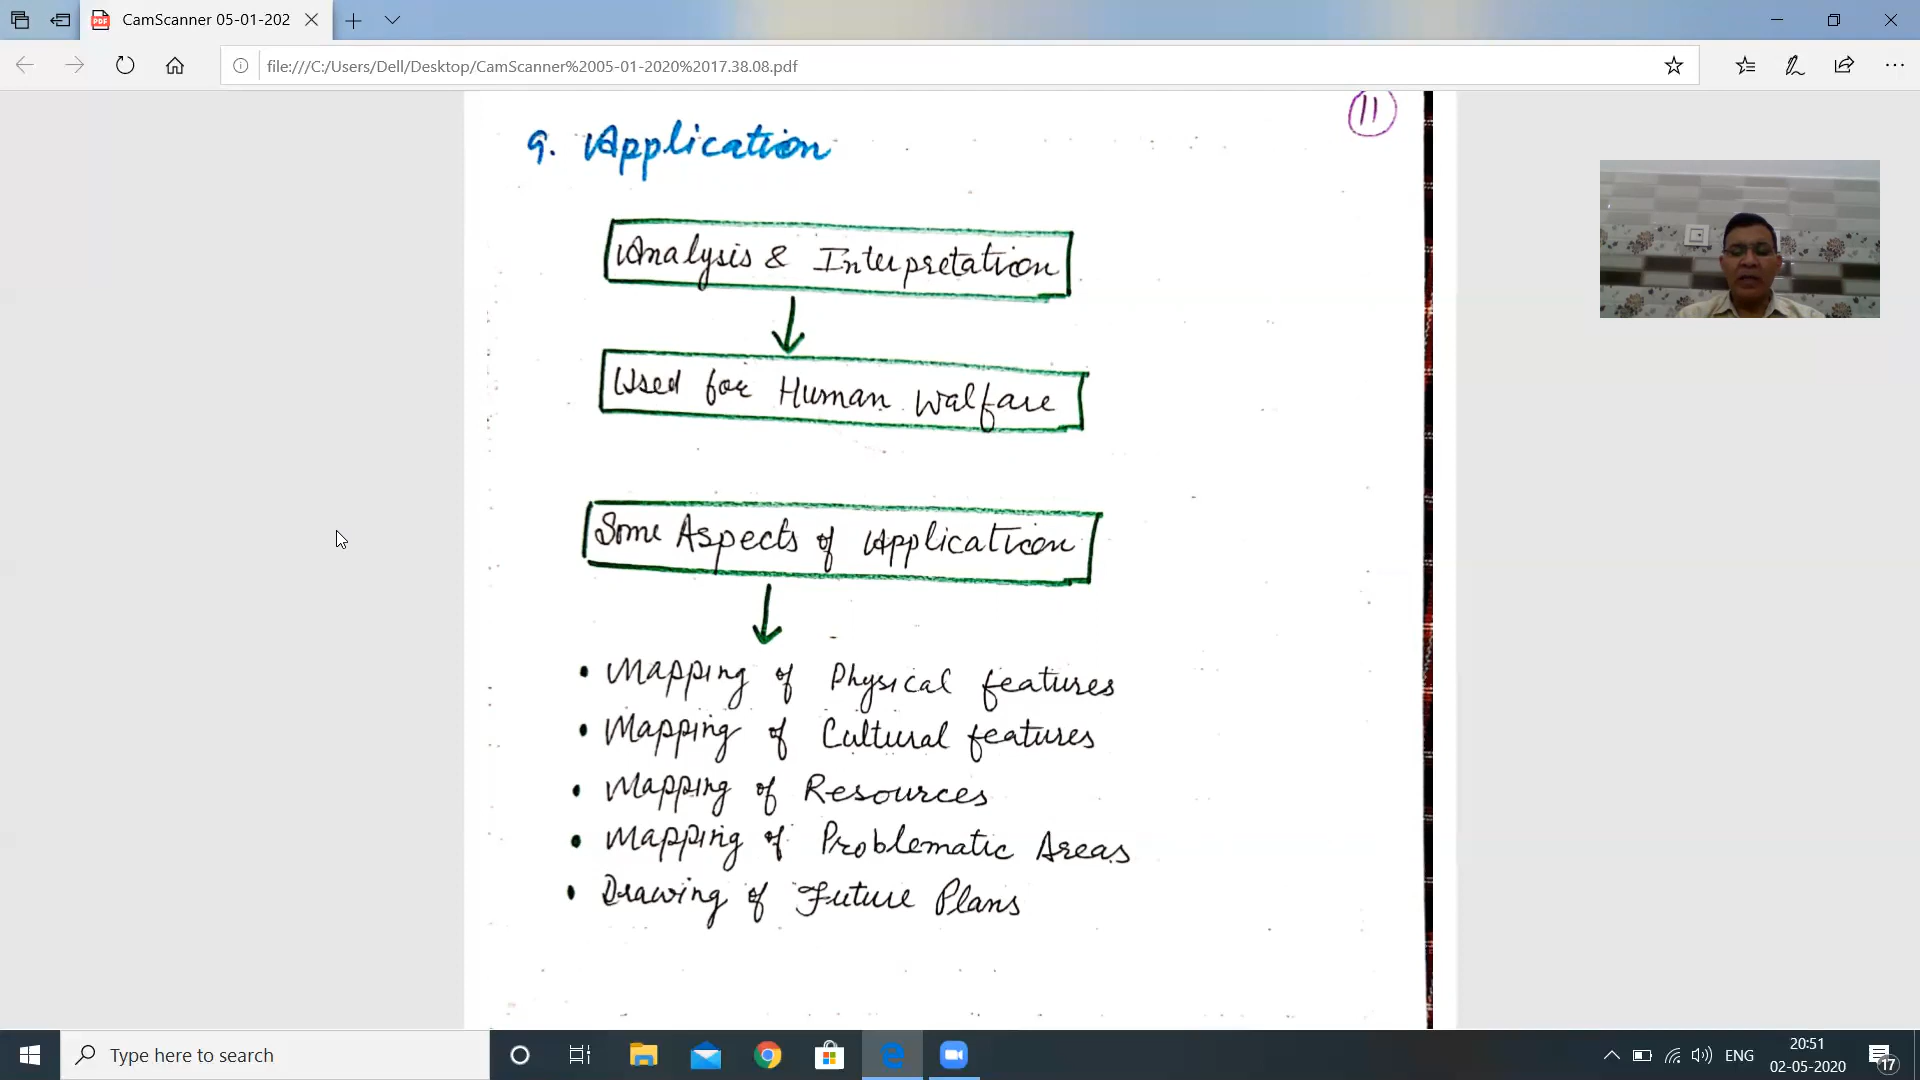 CamScanner 05-01-202
file:///C:/Users/Dell/Desktop/CamScanner%2005-01-2020%2017.38.08.pdf
11
9. Application
Analysis & Interpretation
Used for Human Walfare
Some Aspects of Application
• Mapping of Physical features
• Mapping of Cultural features
• Mapping of Resources
• Mapping of Problematic Areas
• Drawing of Future Plans
Type here to search
ENG
20:51
02-05-2020
17